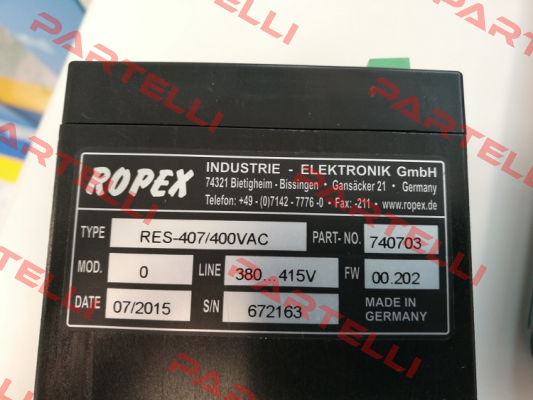 PARTELLI
ROPEX
INDUSTRIE - ELEKTRONIK GmbH
74321 Bietigheim - Bissingen • Gansäcker 21 • Germany
Telefon: +49 - (0)7142 - 7776 -0 • Fax: -211 • www.ropex.de
TYPE RES-407/400VAC PART- NO. 740703
MOD. 0 LINE 380...415V FW 00.202
DATE 07/2015 S/N 672163 MADE IN
GERMANY
PARTELLI